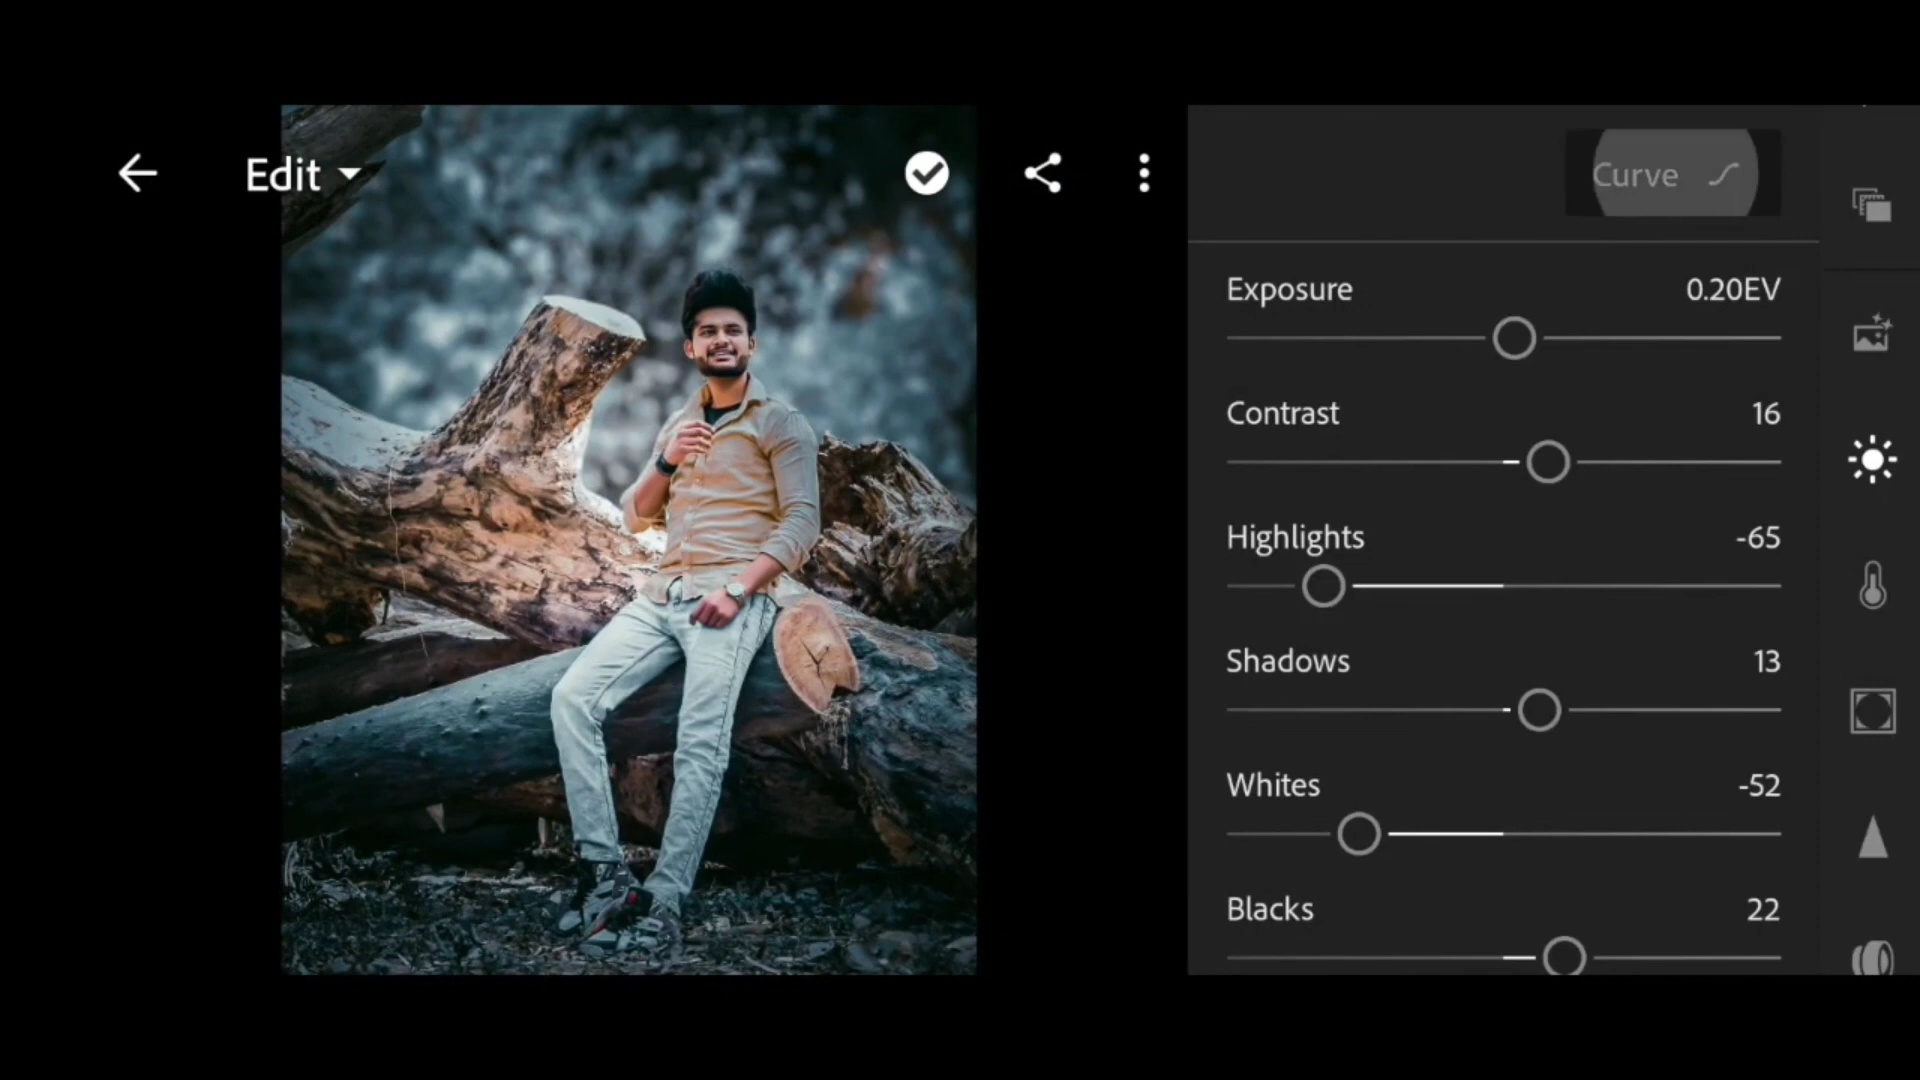 Edit
Curve
Exposure 0.20EV
Contrast 16
Highlights -65
Shadows 13
Whites -52
Blacks 22